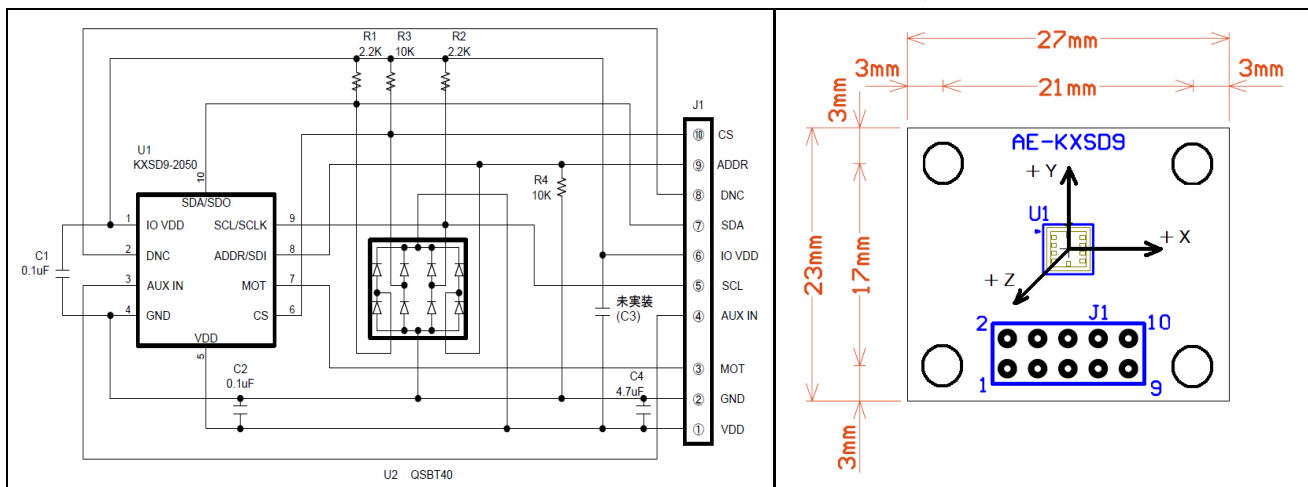 R1
2.2K
R3
10K
R2
2.2K
J1
⑩ CS
⑨ ADDR
⑧ DNC
⑦ SDA
⑥ IO VDD
⑤ SCL
④ AUX IN
③ MOT
② GND
① VDD
U1
KXSD9-2050
10
SDA/SDO
1 IO VDD
2 DNC
3 AUX IN
4 GND
SCL/SCLK 9
ADDR/SDI 8
MOT 7
CS 6
VDD
5
C1
0.1uF
C2
0.1uF
R4
10K
未実装
(C3)
C4
4.7uF
U2 QSBT40
27mm
3mm
21mm
3mm
3mm
23mm
17mm
3mm
AE-KXSD9
+ Y
U1
+ X
+ Z
J1
2
10
1
9